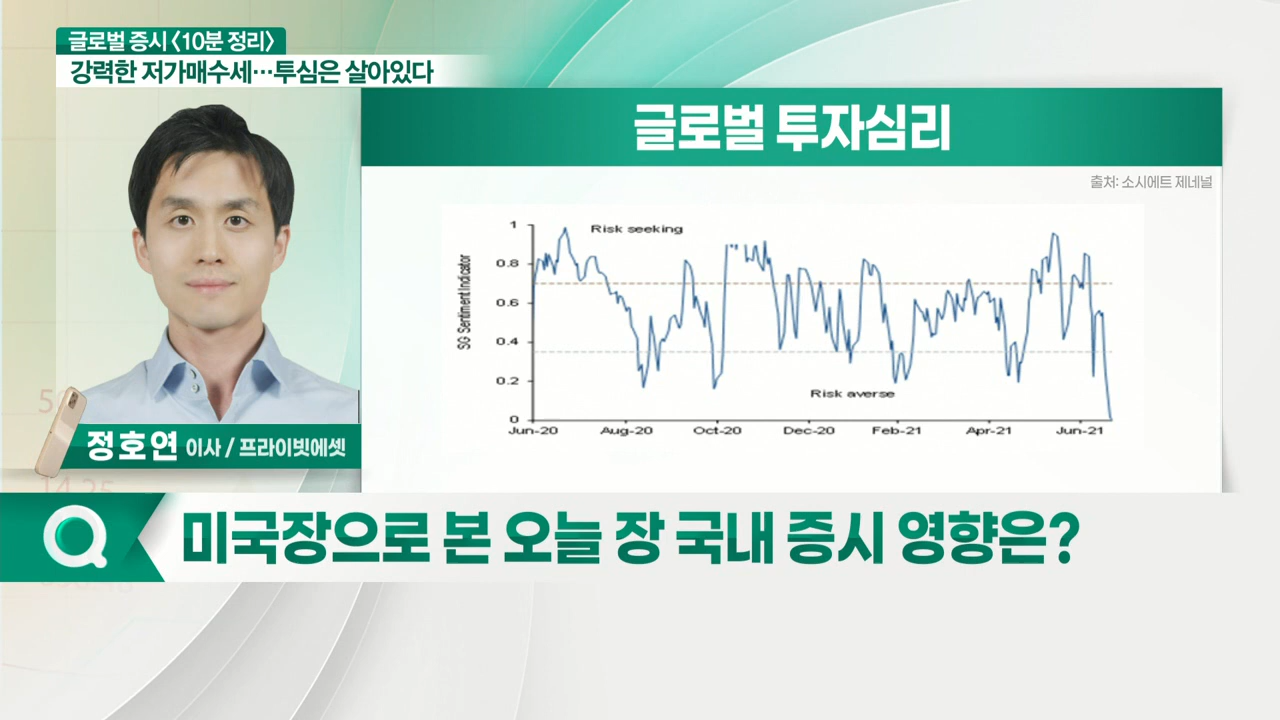 글로벌 증시 <10분 정리>
강력한 저가매수세…투심은 살아있다
글로벌 투자심리
출처: 소시에트 제네널
SG Sentiment Indicator
1
0.8
0.6
0.4
0.2
0
Risk seeking
Risk averse
Jun-20 Aug-20 Oct-20 Dec-20 Feb-21 Apr-21 Jun-21
정호연 이사 / 프라이빗에셋
미국장으로 본 오늘 장 국내 증시 영향은?